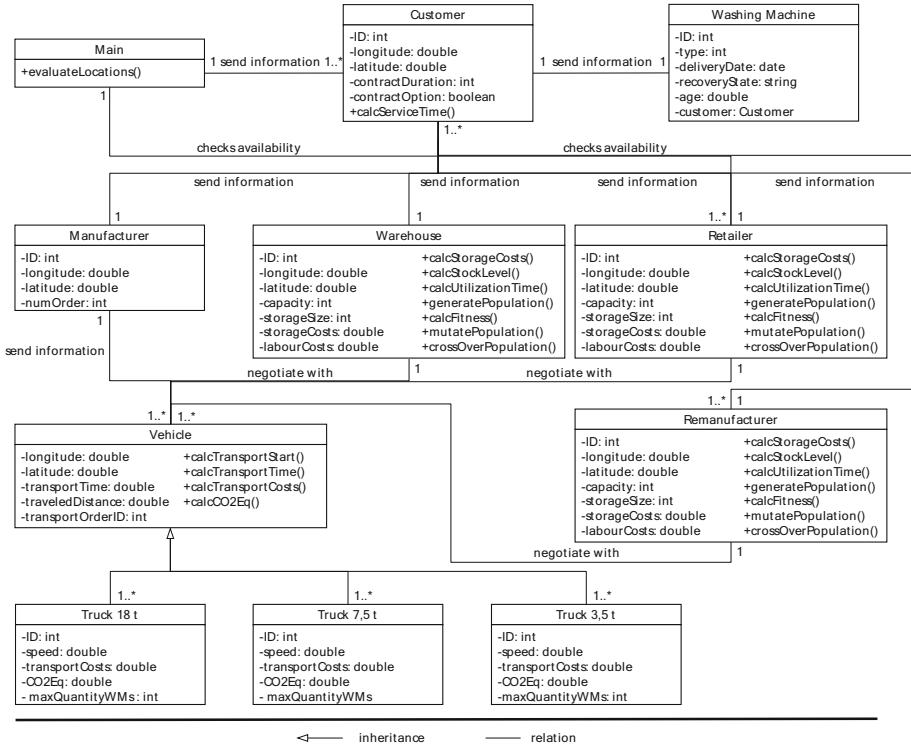 Customer
-ID: int
-longitude: double
-latitude: double
-contractDuration: int
-contractOption: boolean
+calcServiceTime()
Washing Machine
-ID: int
-type: int
-deliveryDate: date
-recoveryState: string
-age: double
-customer: Customer
Main
+evaluateLocations()
1 send information 1..*
1 send information 1
1
1..*
checks availability
checks availability
send information
send information
send information
send information
1
1
1..*
1
Manufacturer
-ID: int
-longitude: double
-latitude: double
-numOrder: int
Warehouse
-ID: int +calcStorageCosts()
-longitude: double +calcStockLevel()
-latitude: double +calcUtilizationTime()
-capacity: int +generatePopulation()
-storageSize: int +calcFitness()
-storageCosts: double +mutatePopulation()
-labourCosts: double +crossOverPopulation()
Retailer
-ID: int +calcStorageCosts()
-longitude: double +calcStockLevel()
-latitude: double +calcUtilizationTime()
-capacity: int +generatePopulation()
-storageSize: int +calcFitness()
-storageCosts: double +mutatePopulation()
-labourCosts: double +crossOverPopulation()
1
send information
negotiate with
1
negotiate with
1
1..*
1..*
1..*
1
Vehicle
-longitude: double +calcTransportStart()
-latitude: double +calcTransportTime()
-transportTime: double +calcTransportCosts()
-traveledDistance: double +calcCO2Eq()
-transportOrderID: int
Remanufacturer
-ID: int +calcStorageCosts()
-longitude: double +calcStockLevel()
-latitude: double +calcUtilizationTime()
-capacity: int +generatePopulation()
-storageSize: int +calcFitness()
-storageCosts: double +mutatePopulation()
-labourCosts: double +crossOverPopulation()
negotiate with
1
1..*
1..*
1..*
Truck 18 t
-ID: int
-speed: double
-transportCosts: double
-CO2Eq: double
- maxQuantityWMs: int
Truck 7,5 t
-ID: int
-speed: double
-transportCosts: double
-CO2Eq: double
- maxQuantityWMs
Truck 3,5 t
-ID: int
-speed: double
-transportCosts: double
-CO2Eq: double
-maxQuantityWMs: int
inheritance
relation